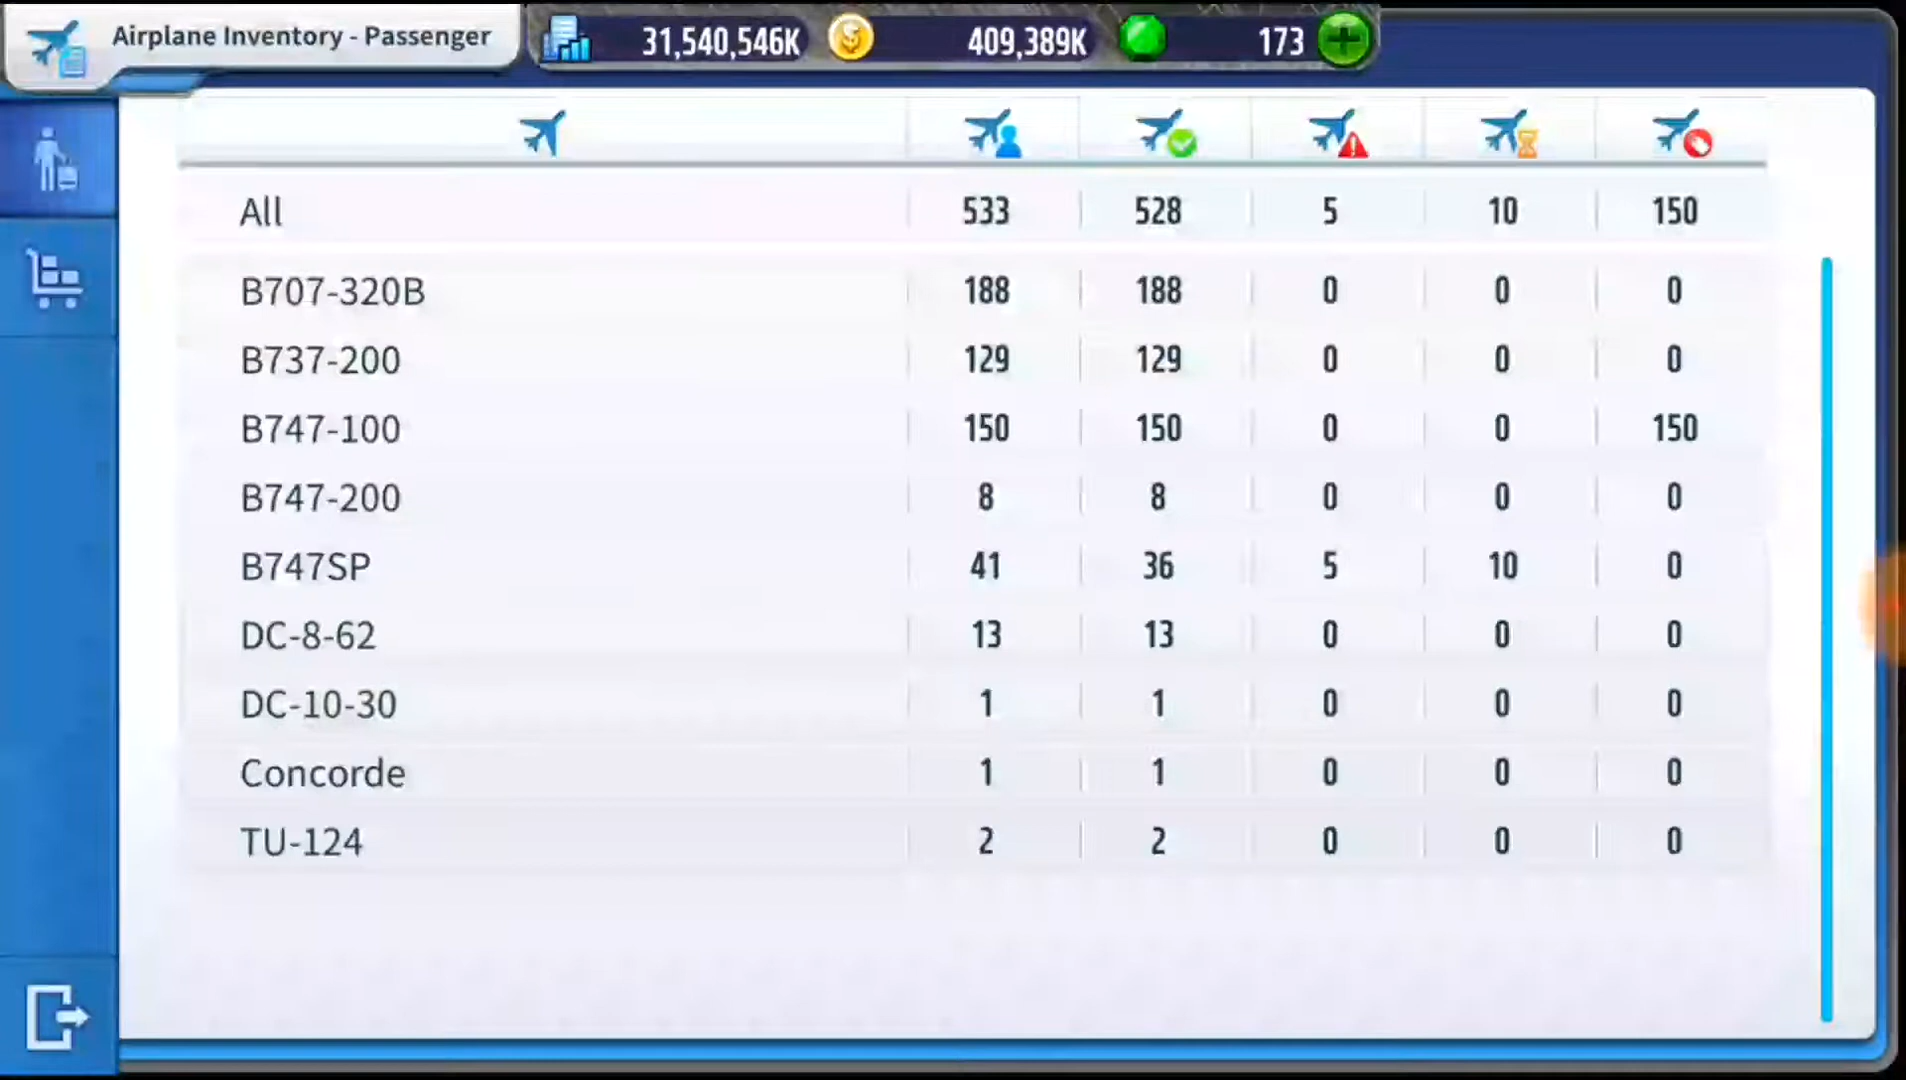 Airplane Inventory - Passenger 31,540,546K 409,389K 173
All 533 528 5 10 150
B707-320B 188 188 0 0 0
B737-200 129 129 0 0 0
B747-100 150 150 0 0 150
B747-200 8 8 0 0 0
B747SP 41 36 5 10 0
DC-8-62 13 13 0 0 0
DC-10-30 1 1 0 0 0
Concorde 1 1 0 0 0
TU-124 2 2 0 0 0